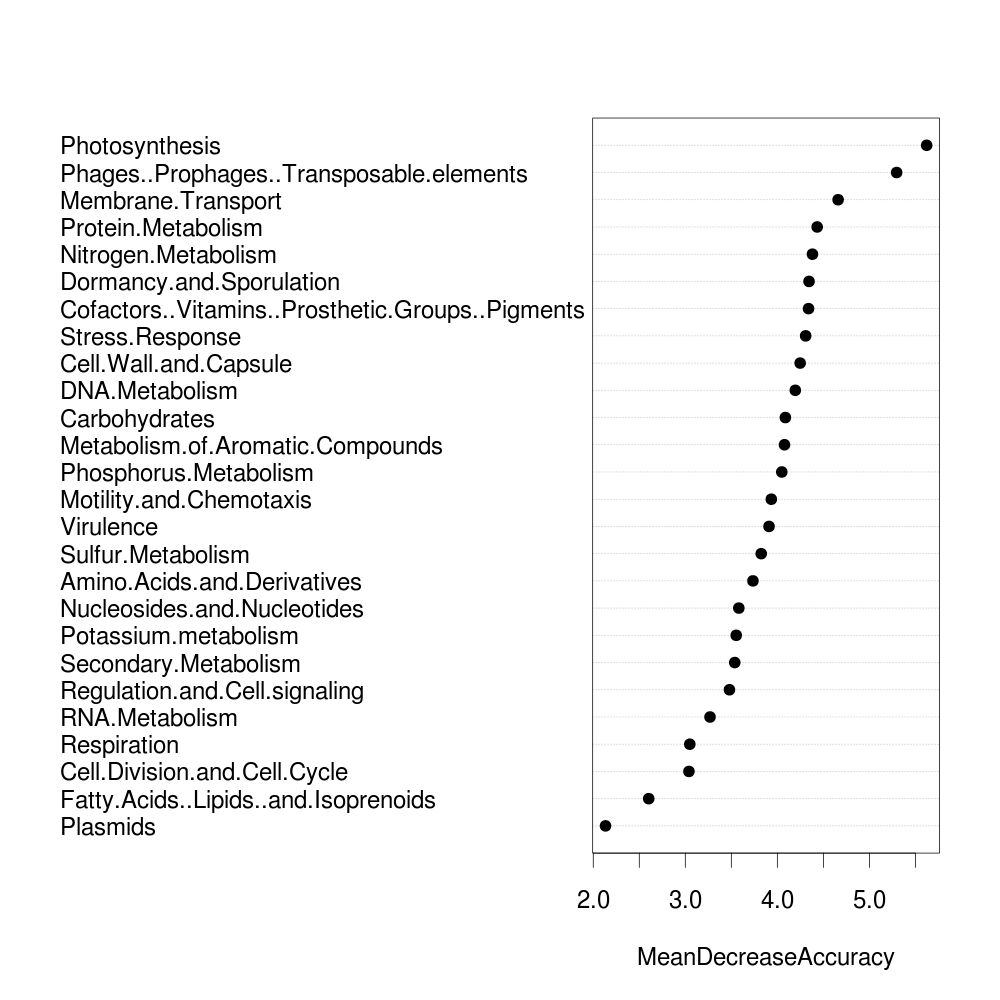 Photosynthesis
Phages..Prophages..Transposable.elements
Membrane.Transport
Protein.Metabolism
Nitrogen.Metabolism
Dormancy.and.Sporulation
Cofactors..Vitamins..Prosthetic.Groups..Pigments
Stress.Response
Cell.Wall.and.Capsule
DNA.Metabolism
Carbohydrates
Metabolism.of.Aromatic.Compounds
Phosphorus.Metabolism
Motility.and.Chemotaxis
Virulence
Sulfur.Metabolism
Amino.Acids.and.Derivatives
Nucleosides.and.Nucleotides
Potassium.metabolism
Secondary.Metabolism
Regulation.and.Cell.signaling
RNA.Metabolism
Respiration
Cell.Division.and.Cell.Cycle
Fatty.Acids..Lipids..and.Isoprenoids
Plasmids
2.0 3.0 4.0 5.0
MeanDecreaseAccuracy